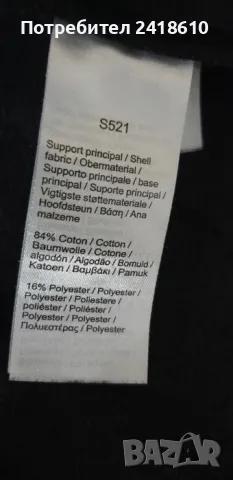 Потребител 2418610
S521
Support principal / Shell
fabric / Obermaterial /
Supporto principale / base
principal / Suporte principal /
Vigtigste støttemateriale /
Hoofdsteun / Βάση / Ana
malzeme
84% Coton / Cotton /
Baumwolle / Cotone /
algodón / Algodão / Bomuld /
Katoen / Βαμβάκι / Pamuk
16% Polyester / Polyester /
Polyester / Poliestere /
poliéster / Poliéster /
Polyester / Polyester /
Πολυεστέρας / Polyester
BAZAR